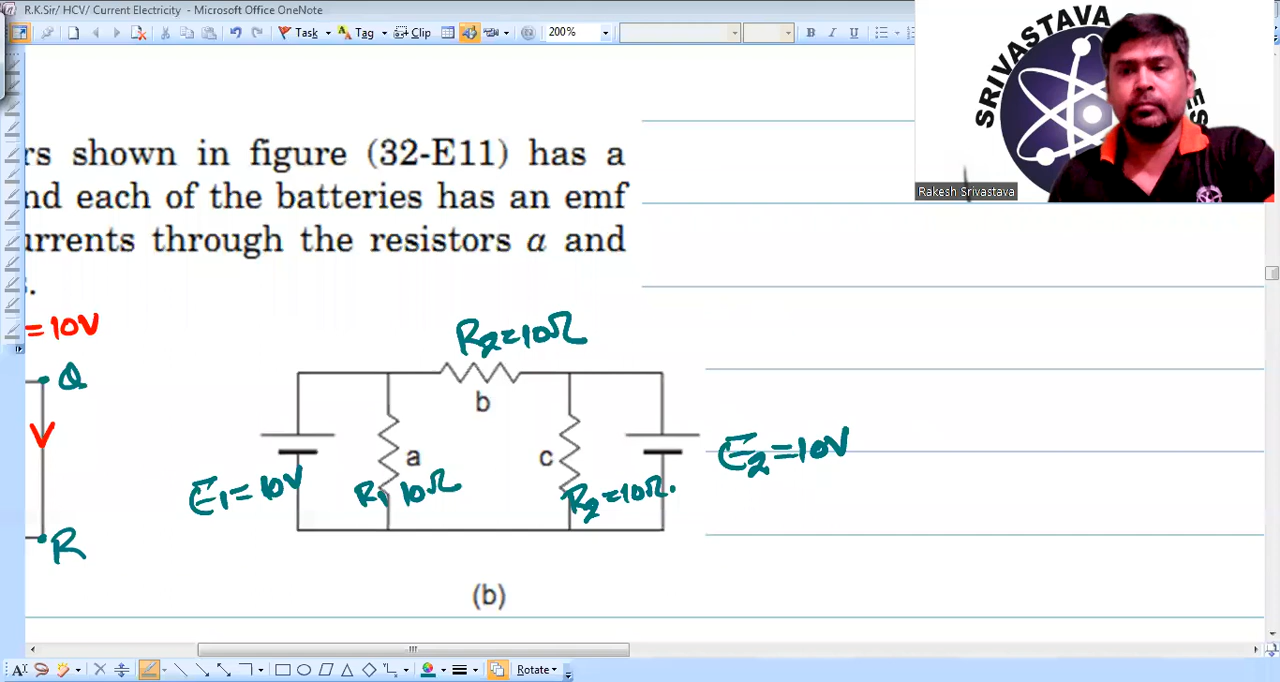 R.K.Sir/ HCV/ Current Electricity - Microsoft Office OneNote
Task
Tag
Clip
200%
B I U
rs shown in figure (32-E11) has a
nd each of the batteries has an emf
urrents through the resistors a and
SRIVASTAVA
ES
Rakesh Srivastava
= 10V
Q
V
R
R2=10Ω
b
a
c
E1=10V
R1 10Ω
R2=10Ω.
E2=10V
(b)
Rotate